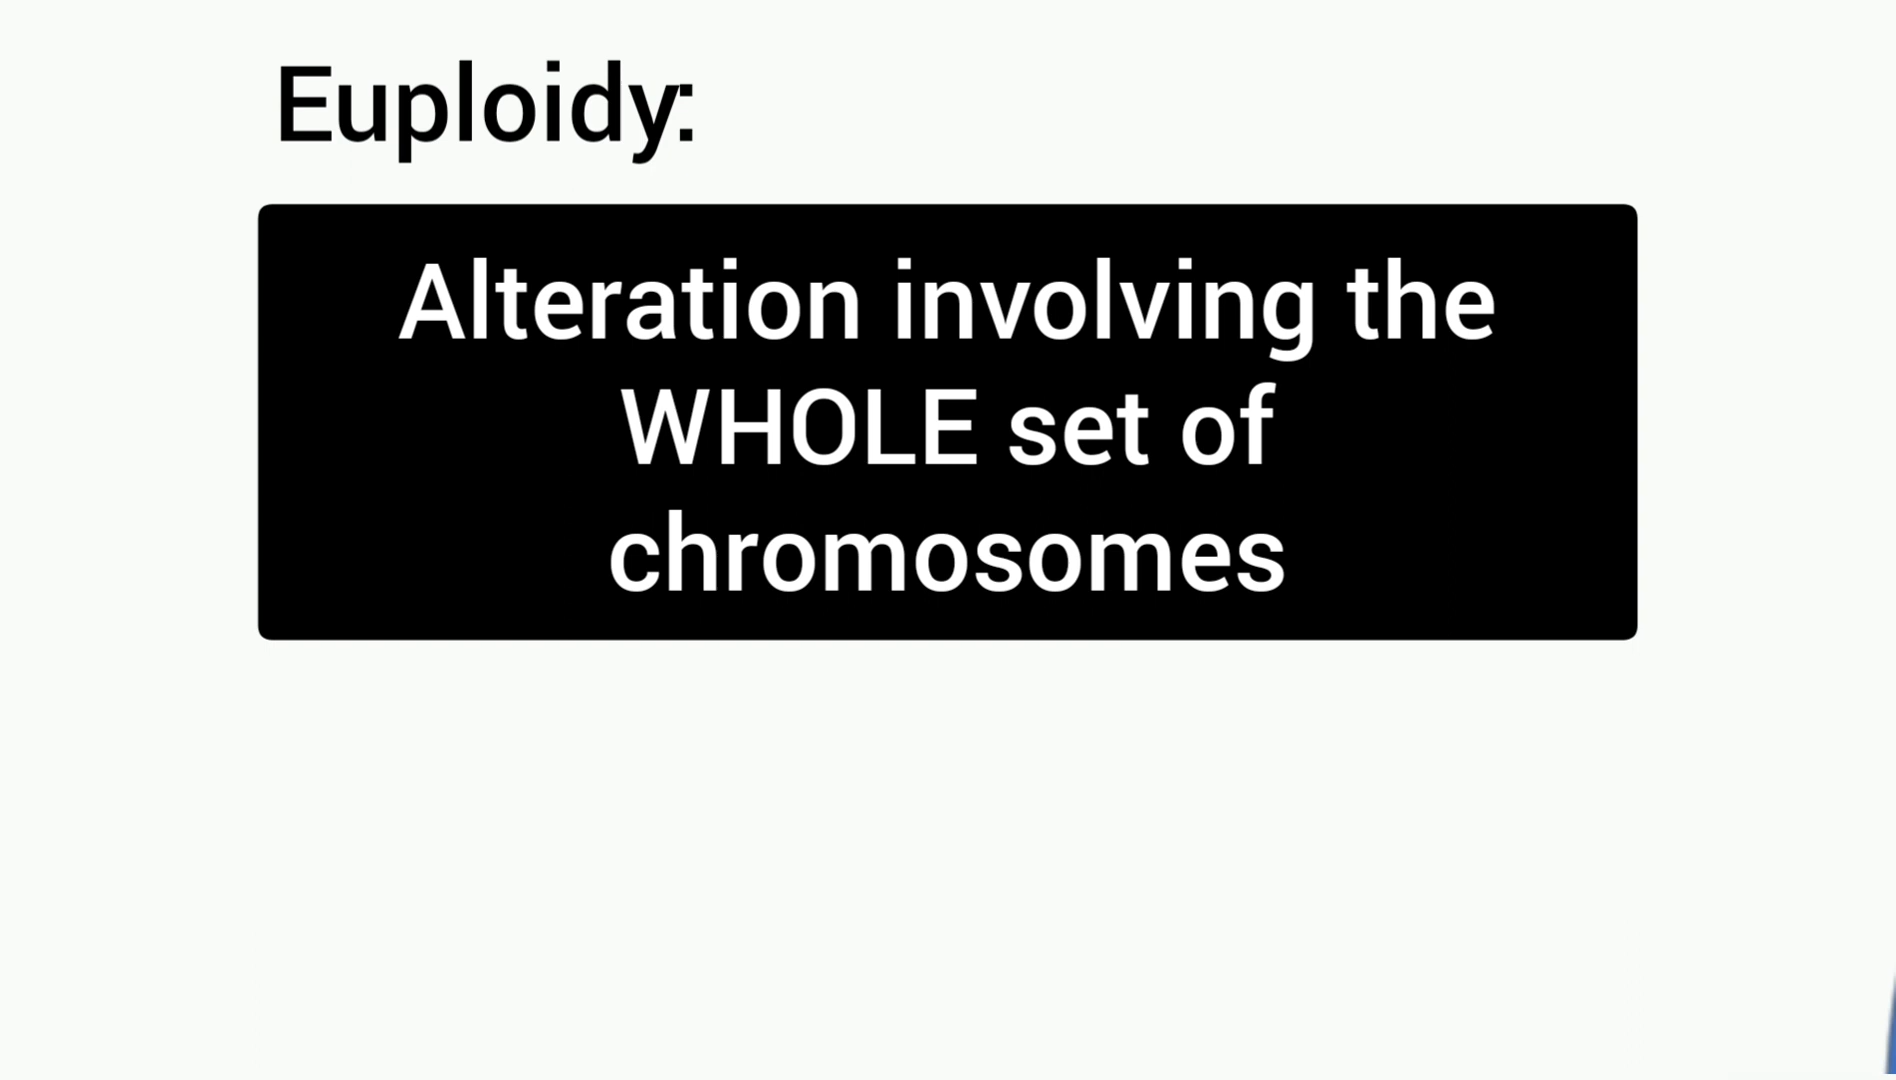 Euploidy:
Alteration involving the
WHOLE set of
chromosomes